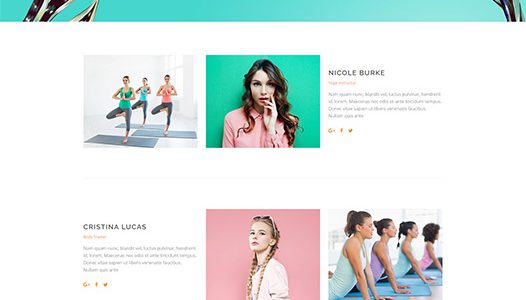 NICOLE BURKE
Yoga Instructor
Nam quam nunc, blandit vel, luctus pulvinar, hendrerit
id, lorem. Maecenas nec odio et ante tincidunt tempus.
Donec vitae sapien ut libero venenatis faucibus.
Nullam quis ante
CRISTINA LUCAS
Body Trainer
Nam quam nunc, blandit vel, luctus pulvinar, hendrerit
id, lorem. Maecenas nec odio et ante tincidunt tempus.
Donec vitae sapien ut libero venenatis faucibus.
Nullam quis ante